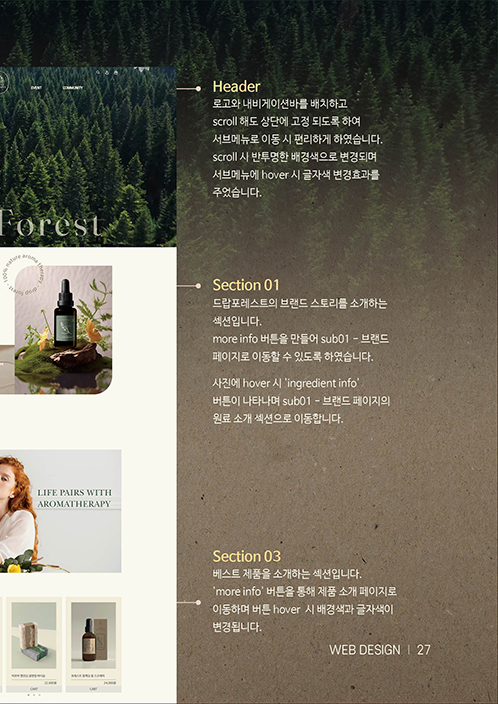 EVENT
COMMUNITY
Forest
100% nature aroma therapy
LIFE PAIRS WITH
AROMATHERAPY
Header
로고와 내비게이션바를 배치하고
scroll 해도 상단에 고정 되도록 하여
서브메뉴로 이동 시 편리하게 하였습니다.
scroll 시 반투명한 배경색으로 변경되며
서브메뉴에 hover 시 글자색 변경효과를
주었습니다.
Section 01
드랍포레스트의 브랜드 스토리를 소개하는
섹션입니다.
more info 버튼을 만들어 sub01 - 브랜드
페이지로 이동할 수 있도록 하였습니다.
사진에 hover 시 'ingredient info'
버튼이 나타나며 sub01 - 브랜드 페이지의
원료 소개 섹션으로 이동합니다.
Section 03
베스트 제품을 소개하는 섹션입니다.
'more info' 버튼을 통해 제품 소개 페이지로
이동하며 버튼 hover 시 배경색과 글자색이
변경됩니다.
WEB DESIGN | 27